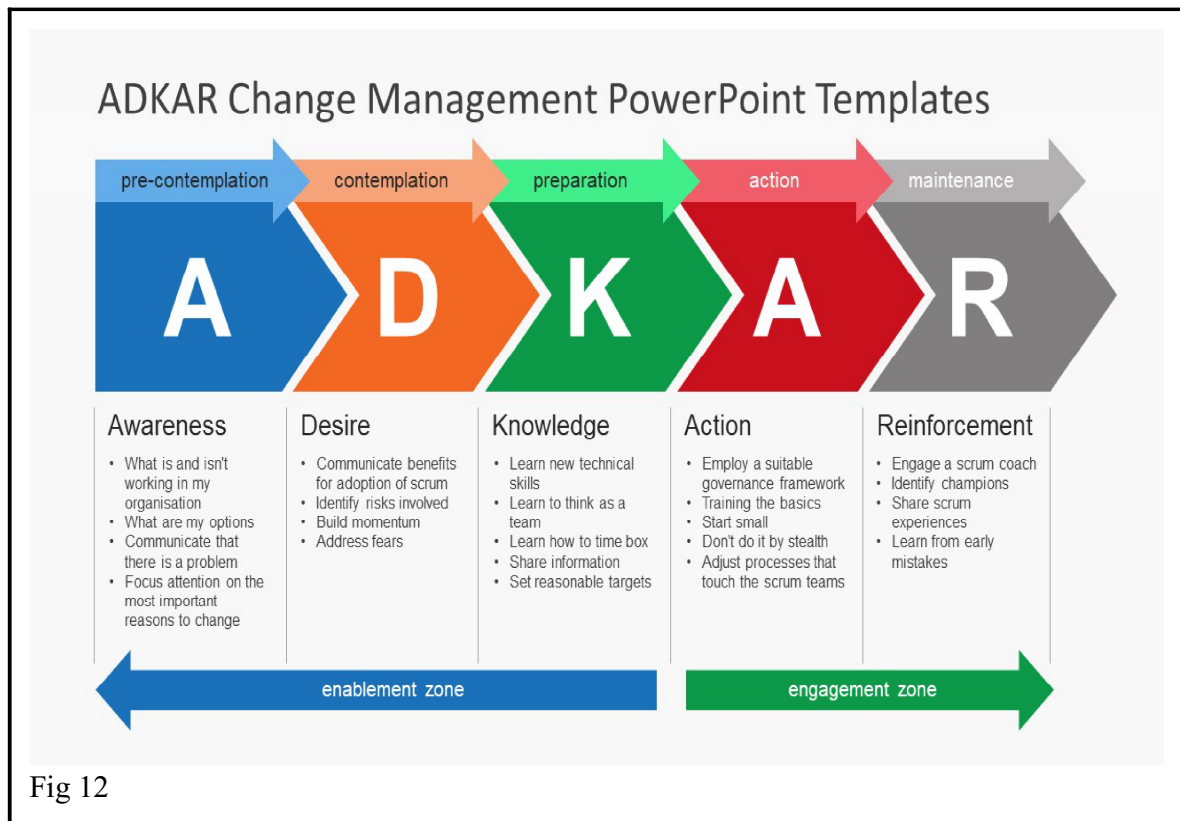 ADKAR Change Management PowerPoint Templates
pre-contemplation
contemplation
preparation
action
maintenance
A
D
K
A
R
Awareness
• What is and isn't
working in my
organisation
• What are my options
• Communicate that
there is a problem
• Focus attention on the
most important
reasons to change
Desire
• Communicate benefits
for adoption of scrum
• Identify risks involved
• Build momentum
• Address fears
Knowledge
• Learn new technical
skills
• Learn to think as a
team
• Learn how to time box
• Share information
• Set reasonable targets
Action
• Employ a suitable
governance framework
• Training the basics
• Start small
• Don't do it by stealth
• Adjust processes that
touch the scrum teams
Reinforcement
• Engage a scrum coach
• Identify champions
• Share scrum
experiences
• Learn from early
mistakes
enablement zone
engagement zone
Fig 12